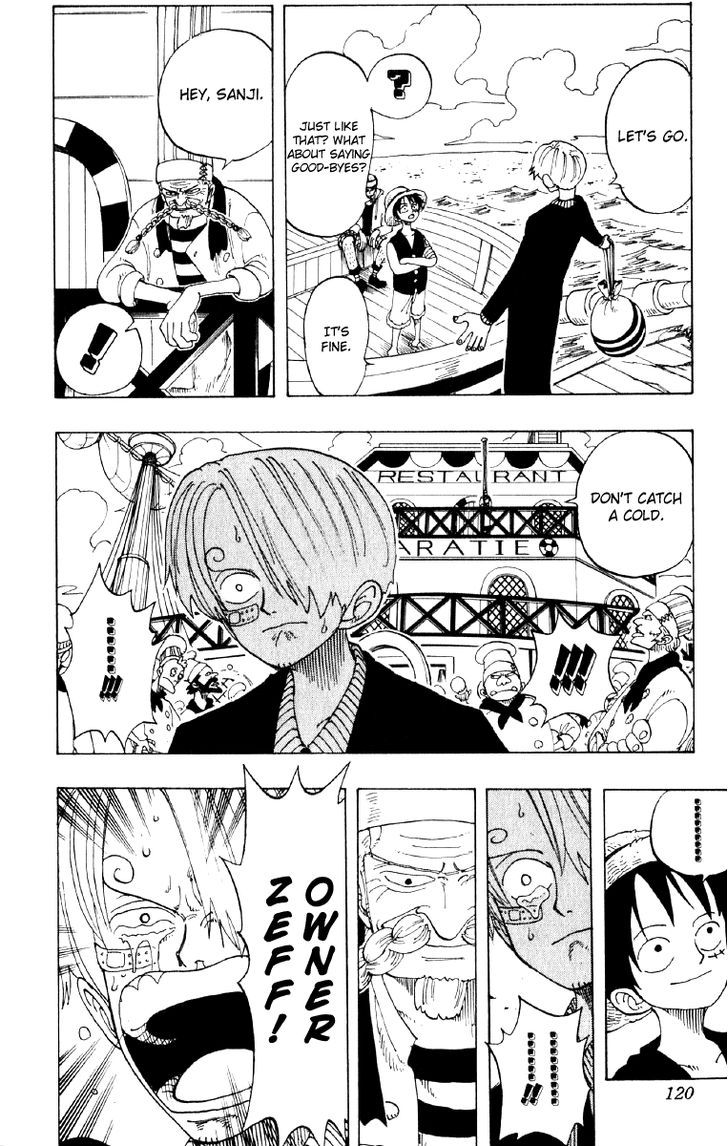 LET'S GO.
?
JUST LIKE
THAT? WHAT
ABOUT SAYING
GOOD-BYES?
IT'S
FINE.
HEY, SANJI.
!
DON'T CATCH
A COLD.
RESTAURANT
ARATIE
!!!
......!!!
........
........!!
OWNER
ZEFF!
120